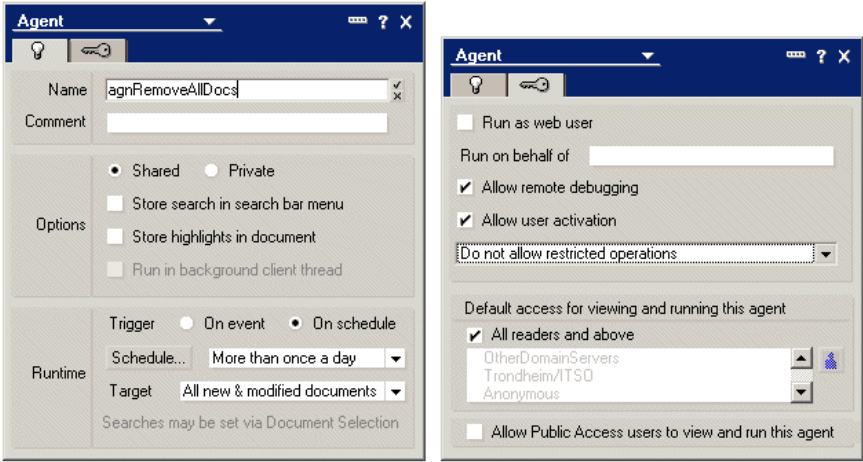 Agent
Name agnRemoveAllDocs
Comment
Options
Shared Private
Store search in search bar menu
Store highlights in document
Run in background client thread
Runtime
Trigger On event On schedule
Schedule... More than once a day
Target All new & modified documents
Searches may be set via Document Selection
Agent
Run as web user
Run on behalf of
Allow remote debugging
Allow user activation
Do not allow restricted operations
Default access for viewing and running this agent
All readers and above
OtherDomainServers
Trondheim/ITSO
Anonymous
Allow Public Access users to view and run this agent